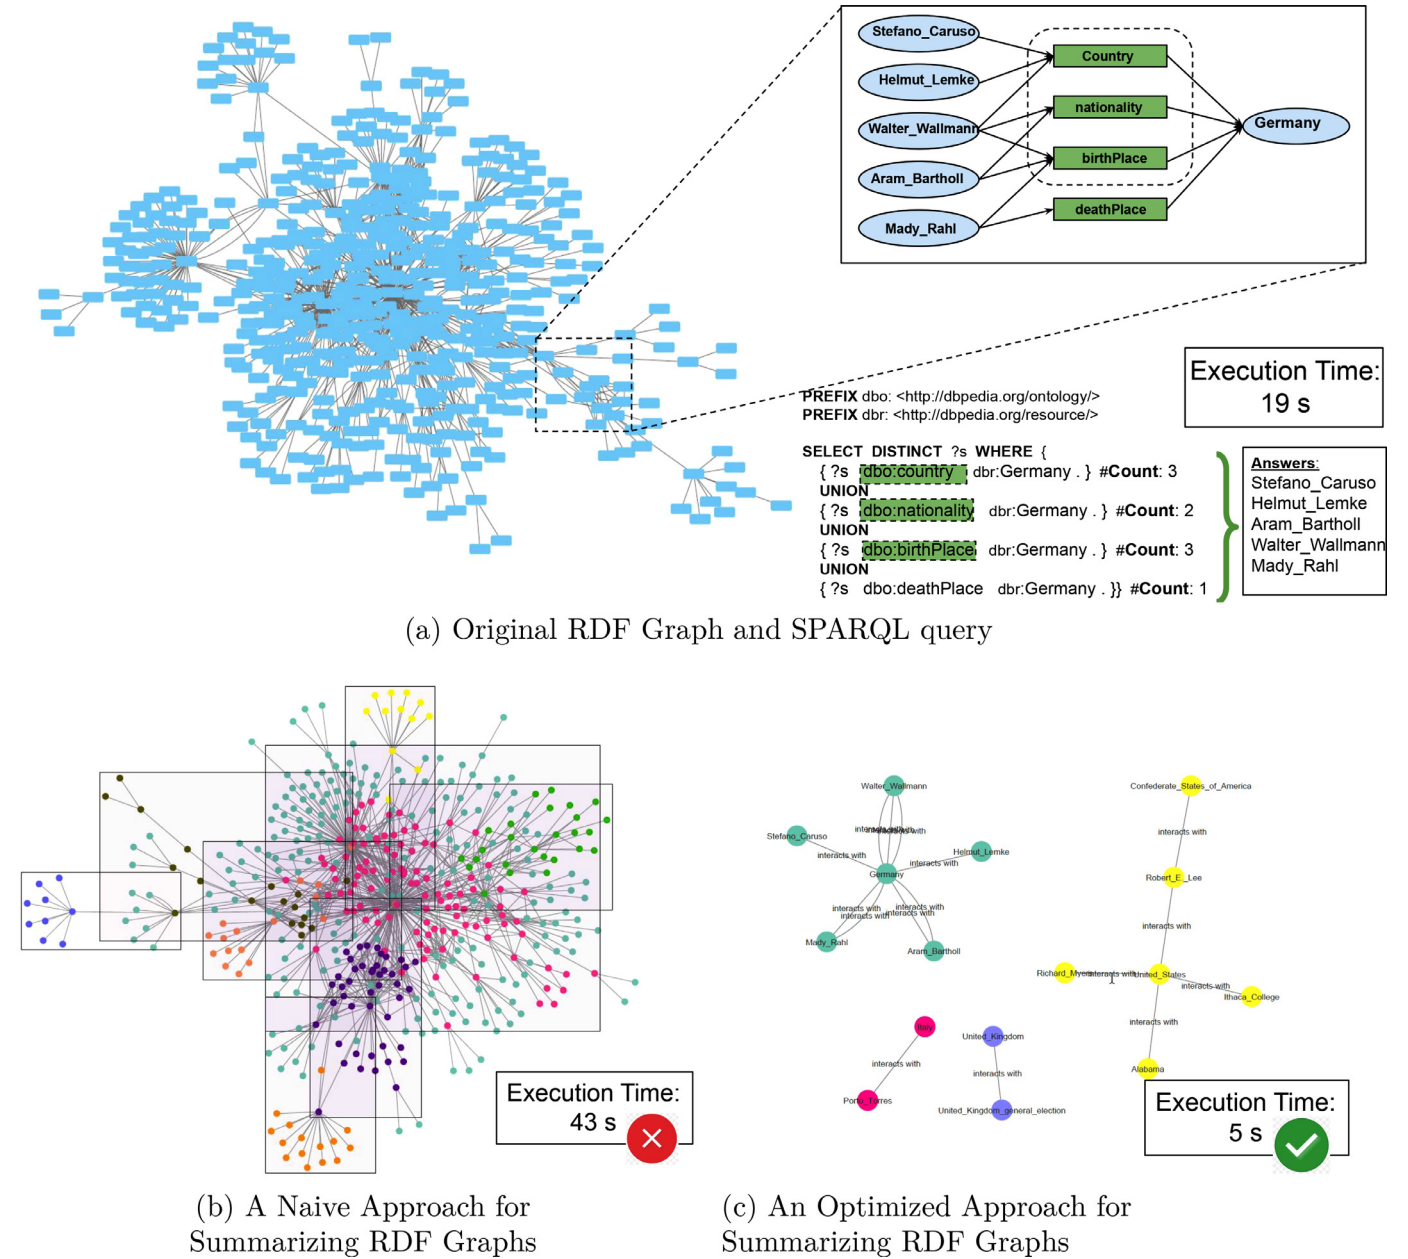 Stefano_Caruso
Helmut_Lemke
Walter_Wallmann
Aram_Bartholl
Mady_Rahl
Country
nationality
birthPlace
deathPlace
Germany
Execution Time:
19 s
PREFIX dbo: <http://dbpedia.org/ontology/>
PREFIX dbr: <http://dbpedia.org/resource/>
SELECT DISTINCT ?s WHERE {
{ ?s dbo:country dbr:Germany . } #Count: 3
UNION
{ ?s dbo:nationality dbr:Germany . } #Count: 2
UNION
{ ?s dbo:birthPlace dbr:Germany . } #Count: 3
UNION
{ ?s dbo:deathPlace dbr:Germany . }} #Count: 1
Answers:
Stefano_Caruso
Helmut_Lemke
Aram_Bartholl
Walter_Wallmann
Mady_Rahl
(a) Original RDF Graph and SPARQL query
Execution Time:
43 s
(b) A Naive Approach for
Summarizing RDF Graphs
Walter_Wallmann
Stefano_Caruso
interacts with
Helmut_Lemke
interacts with
Germany
interacts with
interacts with
interacts with
interacts with
Mady_Rahl
Aram_Bartholl
Confederate_States_of_America
interacts with
Robert_E._Lee
interacts with
Richard_Myers
interacts with
United_States
interacts with
Ithaca_College
interacts with
Alabama
Italy
interacts with
Porto_Torres
United_Kingdom
interacts with
United_Kingdom_general_election
Execution Time:
5 s
(c) An Optimized Approach for
Summarizing RDF Graphs